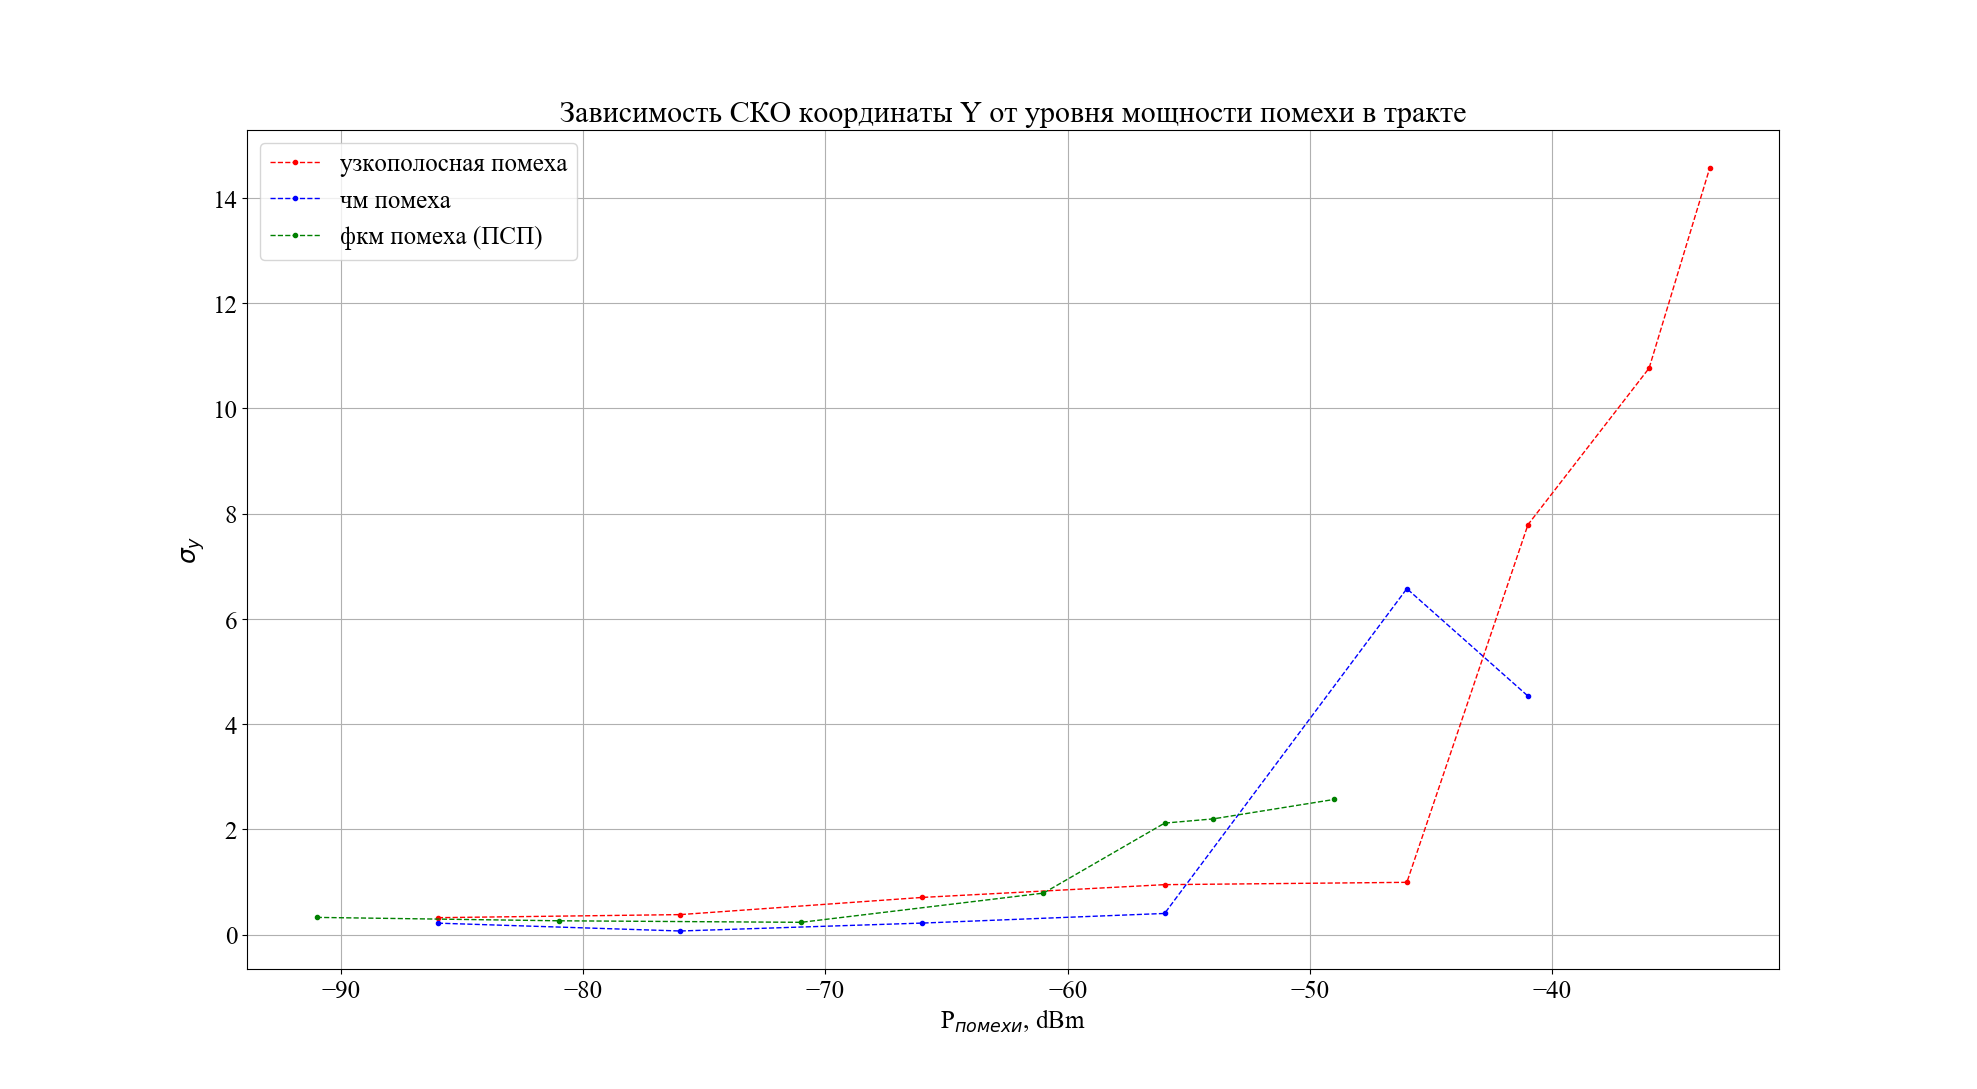 Зависимость СКО координаты Y от уровня мощности помехи в тракте
узкополосная помеха
чм помеха
фкм помеха (ПСП)
14
12
10
8
6
4
2
0
σy
−90 −80 −70 −60 −50 −40
Pпомехи, dBm